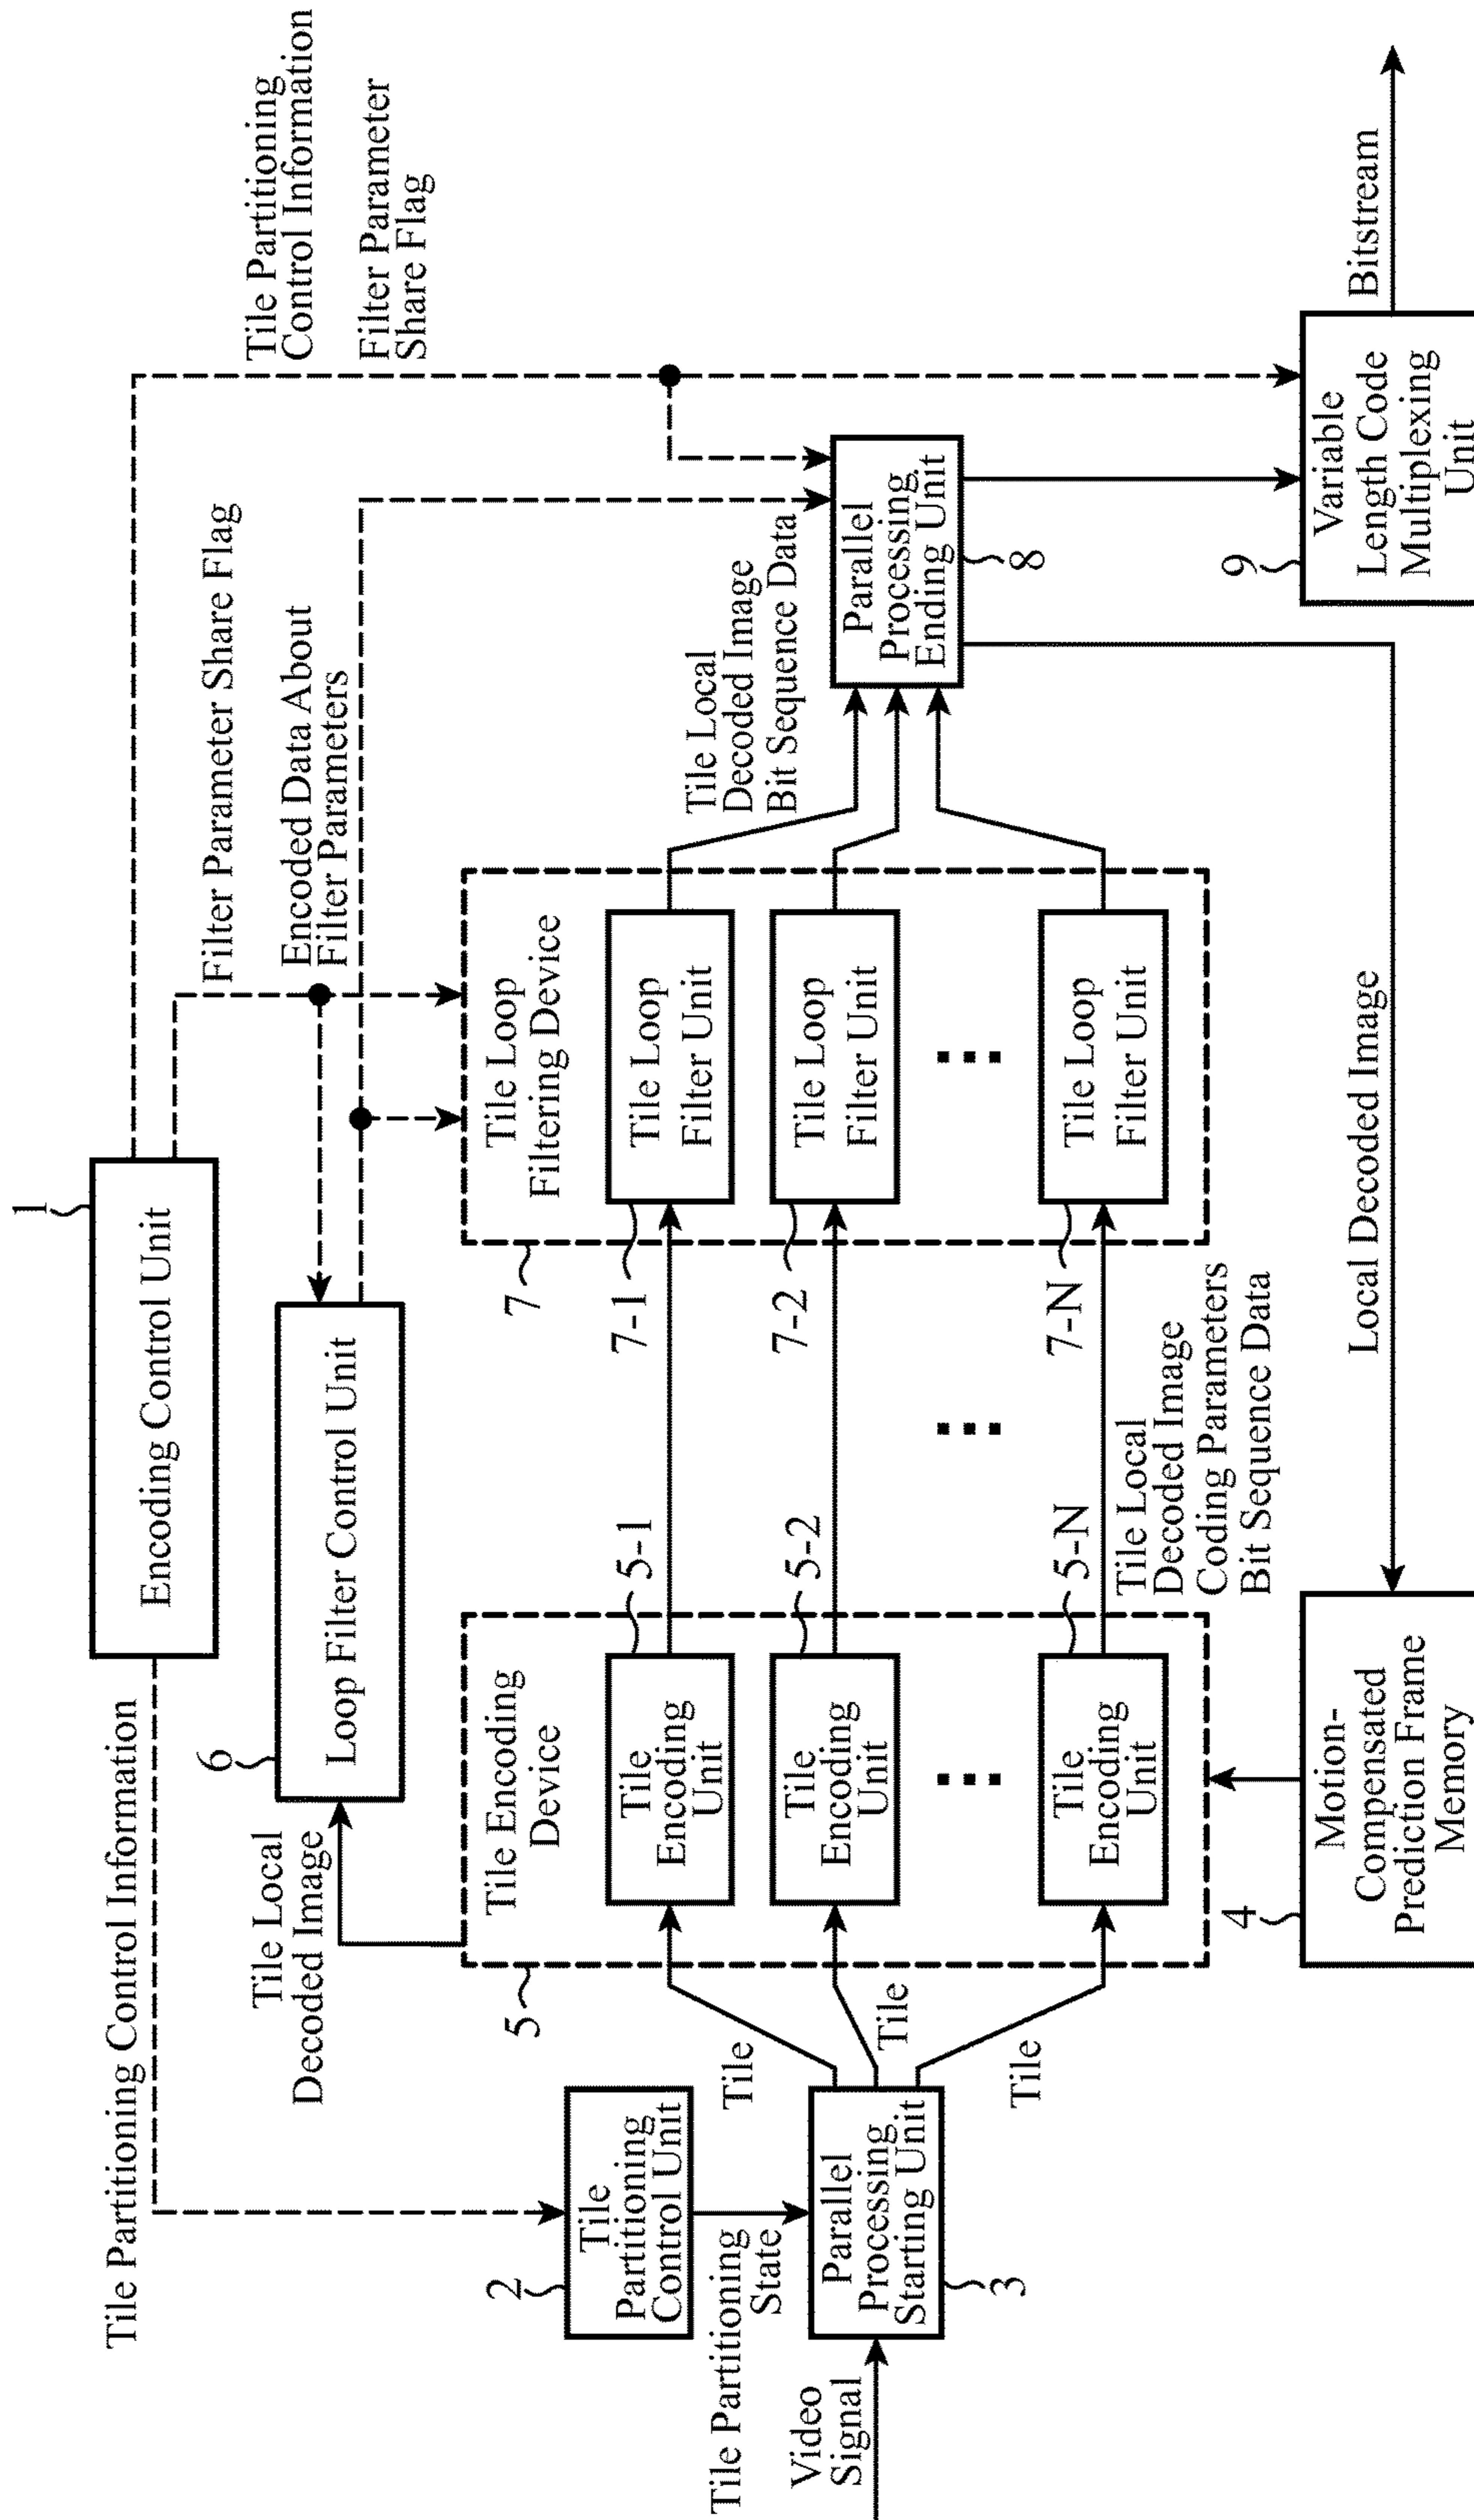 1
Encoding Control Unit
Tile Partitioning Control Information
Tile Partitioning
Control Information
Filter Parameter
Share Flag
Filter Parameter Share Flag
Encoded Data About
Filter Parameters
6
Loop Filter Control Unit
Tile Local
Decoded Image
2
Tile
Partitioning
Control Unit
Tile Partitioning
State
Video
Signal
Parallel
Processing
Starting Unit
3
Tile
Tile
Tile
5
Tile Encoding
Device
Tile
Encoding
Unit
5-1
Tile
Encoding
Unit
5-2
Tile
Encoding
Unit
5-N
Tile Local
Decoded Image
Coding Parameters
Bit Sequence Data
7
Tile Loop
Filtering Device
7-1
Tile Loop
Filter Unit
7-2
Tile Loop
Filter Unit
7-N
Tile Loop
Filter Unit
Tile Local
Decoded Image
Bit Sequence Data
Parallel
Processing
Ending Unit
8
4
Motion-
Compensated
Prediction Frame
Memory
Local Decoded Image
9
Variable
Length Code
Multiplexing
Unit
Bitstream